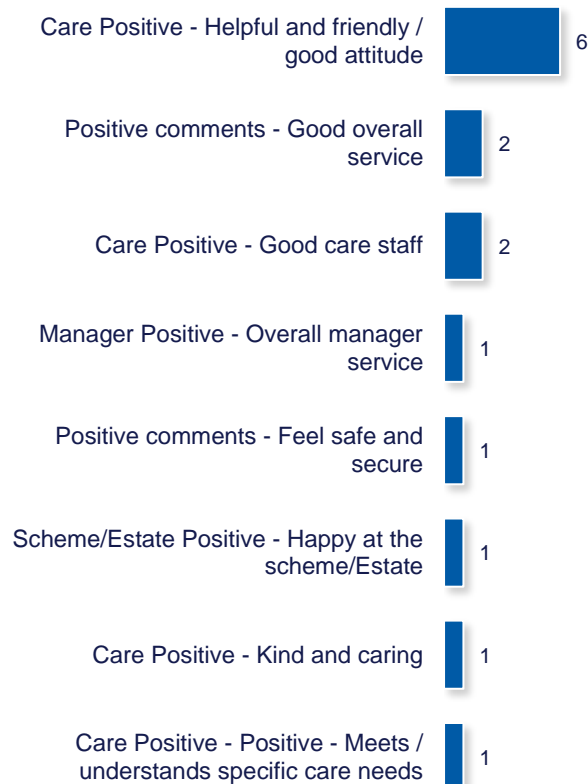 Care Positive - Helpful and friendly /
good attitude
6
Positive comments - Good overall
service
2
Care Positive - Good care staff
2
Manager Positive - Overall manager
service
1
Positive comments - Feel safe and
secure
1
Scheme/Estate Positive - Happy at the
scheme/Estate
1
Care Positive - Kind and caring
1
Care Positive - Positive - Meets /
understands specific care needs
1